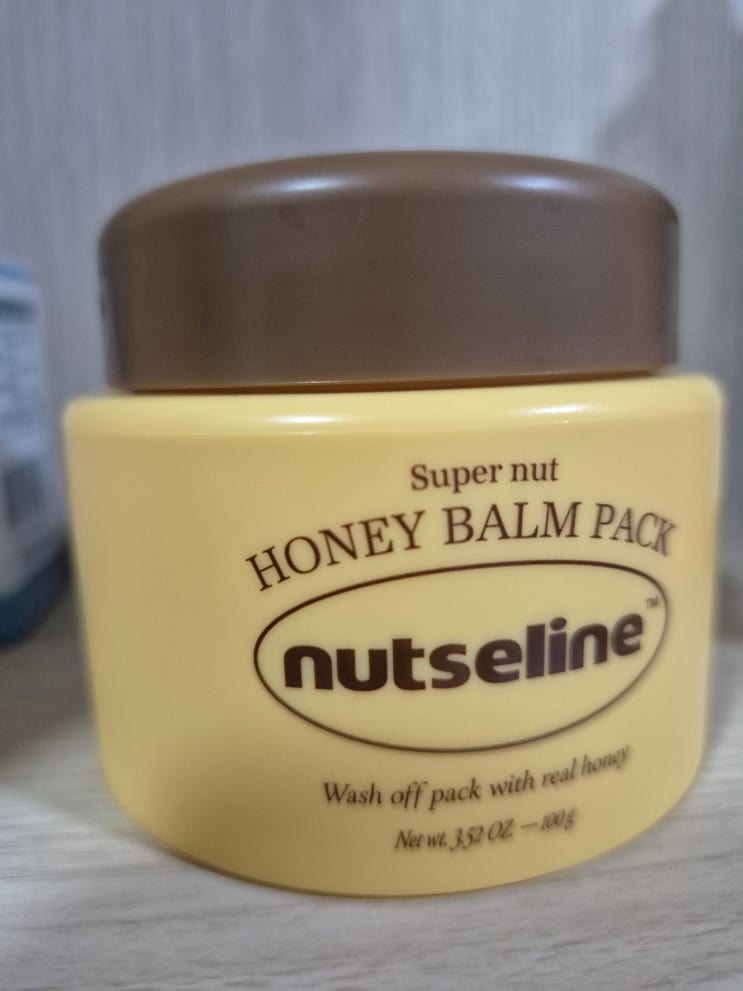 Super nut
HONEY BALM PACK
nutseline™
Wash off pack with real honey
Net wt. 3.52 OZ. — 100g